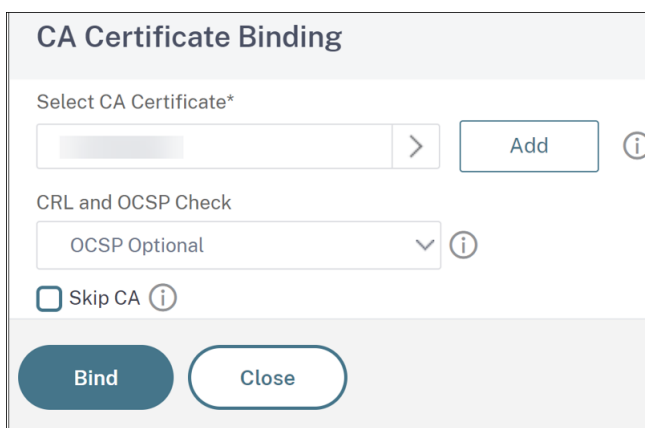 CA Certificate Binding
Select CA Certificate*
Add
CRL and OCSP Check
OCSP Optional
Skip CA
Bind Close